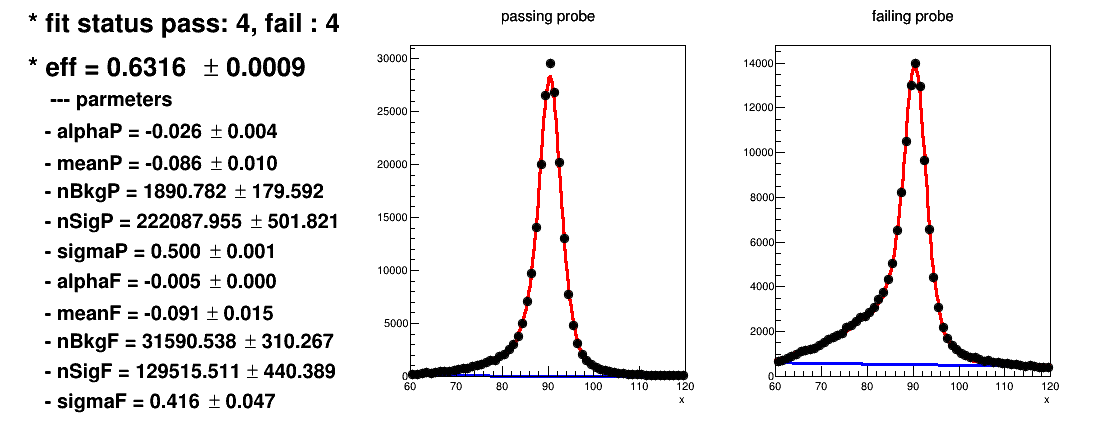 * fit status pass: 4, fail : 4
* eff = 0.6316 ± 0.0009
--- parmeters
- alphaP = -0.026 ± 0.004
- meanP = -0.086 ± 0.010
- nBkgP = 1890.782 ± 179.592
- nSigP = 222087.955 ± 501.821
- sigmaP = 0.500 ± 0.001
- alphaF = -0.005 ± 0.000
- meanF = -0.091 ± 0.015
- nBkgF = 31590.538 ± 310.267
- nSigF = 129515.511 ± 440.389
- sigmaF = 0.416 ± 0.047
passing probe
30000
25000
20000
15000
10000
5000
0
60 70 80 90 100 110 120
x
failing probe
14000
12000
10000
8000
6000
4000
2000
0
60 70 80 90 100 110 120
x